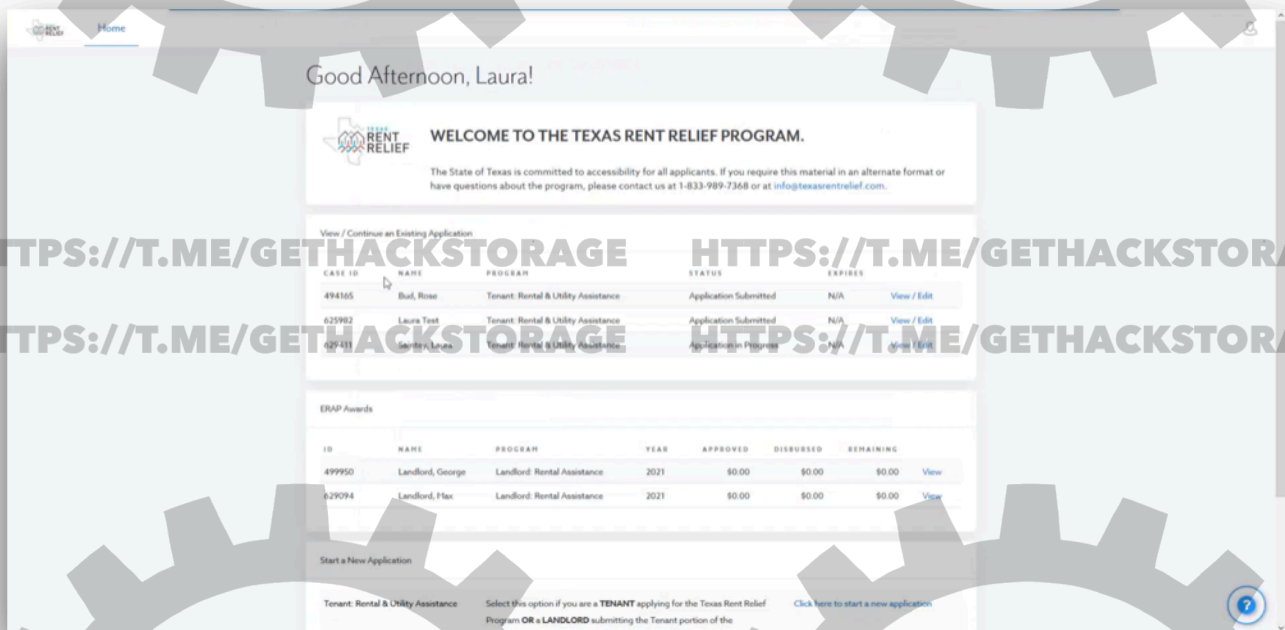 RENT
RELIEF
Home
Good Afternoon, Laura!
TEXAS
RENT
RELIEF
WELCOME TO THE TEXAS RENT RELIEF PROGRAM.
The State of Texas is committed to accessibility for all applicants. If you require this material in an alternate format or
have questions about the program, please contact us at 1-833-989-7368 or at info@texasrentrelief.com.
View / Continue an Existing Application
TTPS://T.ME/GETHACKSTORAGE HTTPS://T.ME/GETHACKSTORA
CASE ID NAME PROGRAM STATUS EXPIRES
494165 Bud, Rose Tenant: Rental & Utility Assistance Application Submitted N/A View / Edit
625982 Laura Test Tenant: Rental & Utility Assistance Application Submitted N/A View / Edit
TTPS://T.ME/GETHACKSTORAGE HTTPS://T.ME/GETHACKSTORA
Laura Tenant: Rental & Utility Assistance Application in Progress N/A View / Edit
ERAP Awards
ID NAME PROGRAM YEAR APPROVED DISBURSED REMAINING
499950 Landlord, George Landlord: Rental Assistance 2021 $0.00 $0.00 $0.00 View
629094 Landlord, Max Landlord: Rental Assistance 2021 $0.00 $0.00 $0.00 View
Start a New Application
Tenant: Rental & Utility Assistance Select this option if you are a TENANT applying for the Texas Rent Relief Click here to start a new application
Program OR a LANDLORD submitting the Tenant portion of the
?